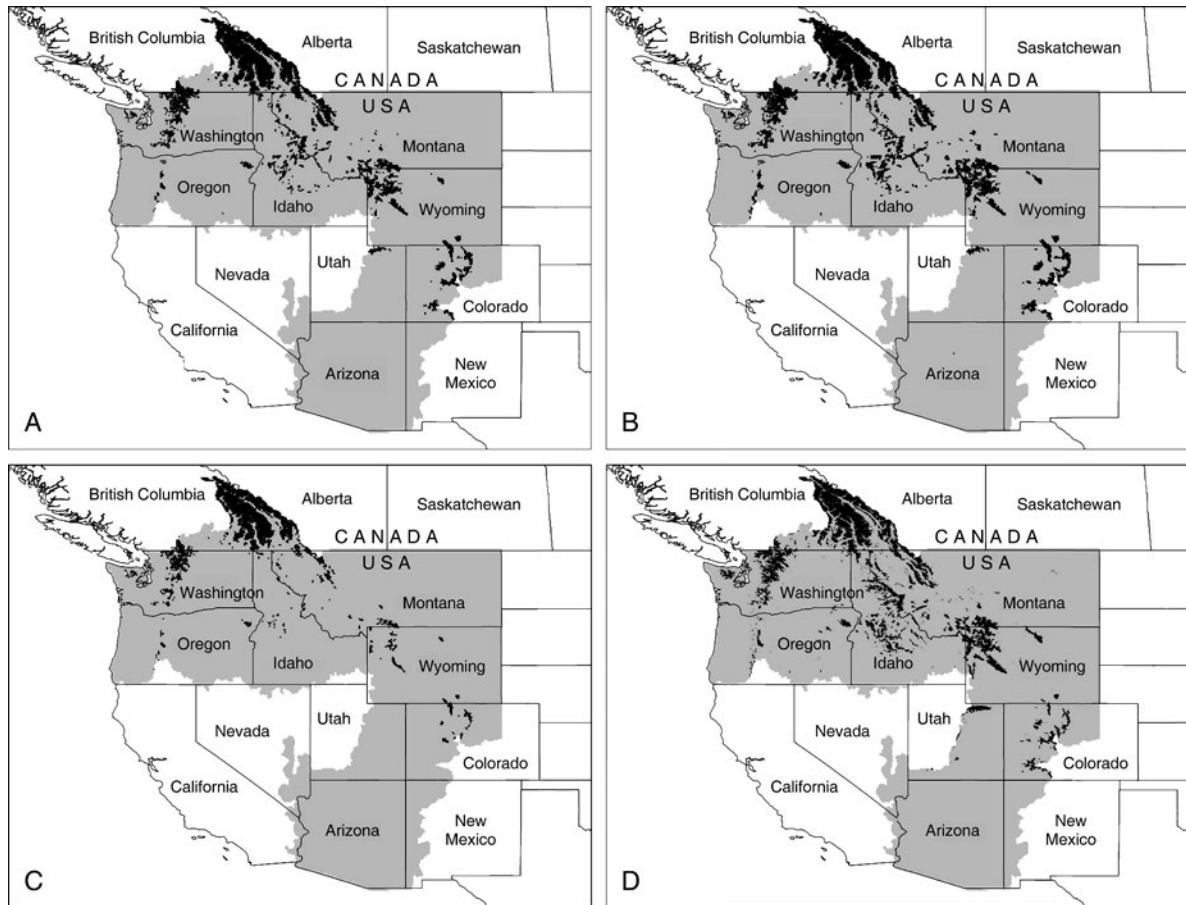 British Columbia Alberta Saskatchewan
CANADA
USA
Washington
Montana
Oregon
Idaho
Wyoming
Nevada
Utah
Colorado
California
Arizona
New
Mexico
A
British Columbia Alberta Saskatchewan
CANADA
USA
Washington
Montana
Oregon
Idaho
Wyoming
Nevada
Utah
Colorado
California
Arizona
New
Mexico
B
British Columbia Alberta Saskatchewan
CANADA
USA
Washington
Montana
Oregon
Idaho
Wyoming
Nevada
Utah
Colorado
California
Arizona
New
Mexico
C
British Columbia Alberta Saskatchewan
CANADA
USA
Washington
Montana
Oregon
Idaho
Wyoming
Nevada
Utah
Colorado
California
Arizona
New
Mexico
D